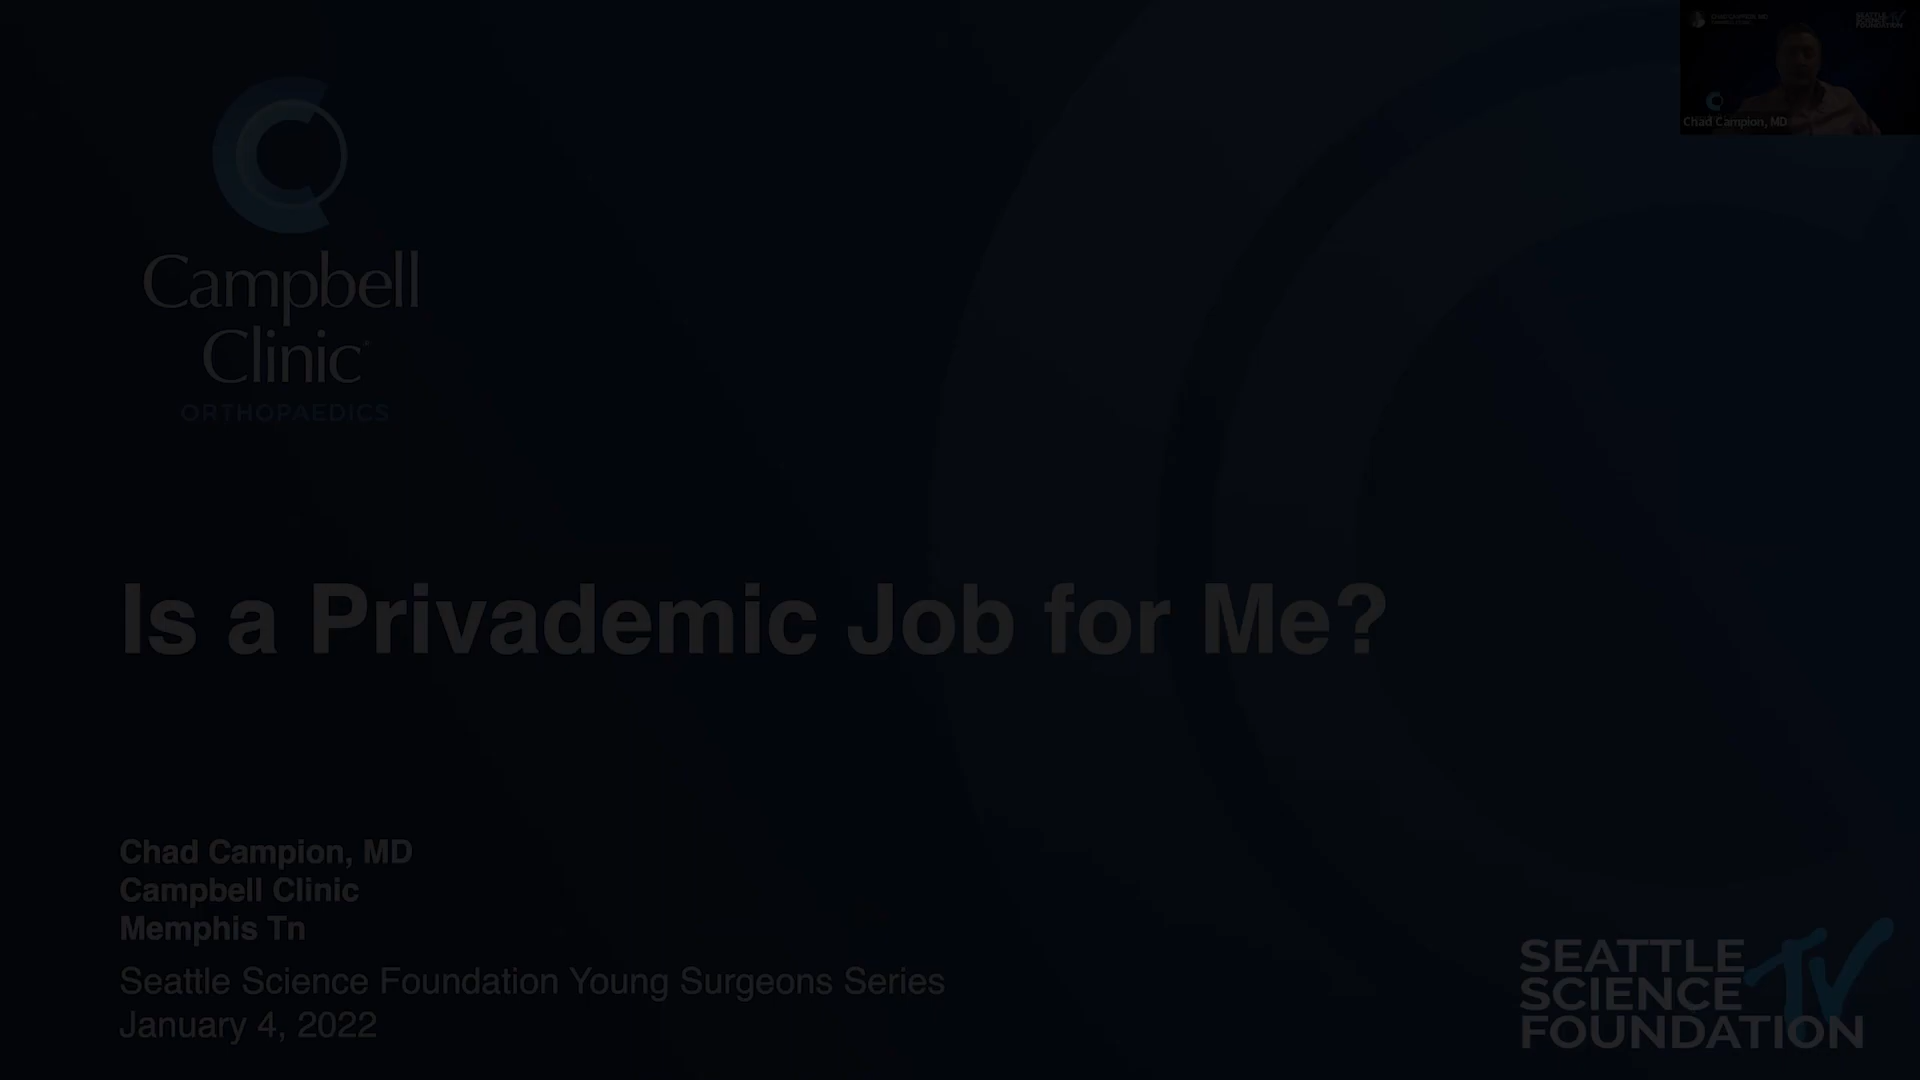 Campbell
Clinic
ORTHOPAEDICS
Chad Campion, MD
Is a Privademic Job for Me?
Chad Campion, MD
Campbell Clinic
Memphis Tn
Seattle Science Foundation Young Surgeons Series
January 4, 2022
SEATTLE
SCIENCE TV
FOUNDATION